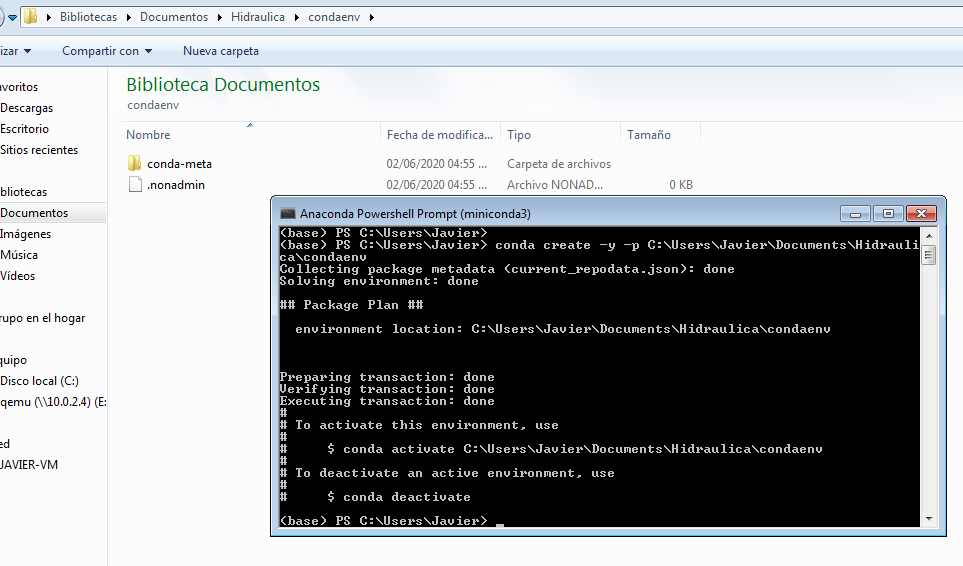 Bibliotecas Documentos Hidraulica condaenv
izar Compartir con Nueva carpeta
voritos
Descargas
Escritorio
Sitios recientes
bliotecas
Documentos
Imágenes
Música
Vídeos
rupo en el hogar
quipo
Disco local (C:)
qemu (\\10.0.2.4) (E:
ed
JAVIER-VM
Biblioteca Documentos
condaenv
Nombre Fecha de modifica... Tipo Tamaño
conda-meta 02/06/2020 04:55 ... Carpeta de archivos
.nonadmin 02/06/2020 04:55 ... Archivo NONAD... 0 KB
Anaconda Powershell Prompt (miniconda3)
(base) PS C:\Users\Javier>
(base) PS C:\Users\Javier> conda create -y -p C:\Users\Javier\Documents\Hidrauli
ca\condaenv
Collecting package metadata (current_repodata.json): done
Solving environment: done
## Package Plan ##
environment location: C:\Users\Javier\Documents\Hidraulica\condaenv
Preparing transaction: done
Verifying transaction: done
Executing transaction: done
#
# To activate this environment, use
#
# $ conda activate C:\Users\Javier\Documents\Hidraulica\condaenv
#
# To deactivate an active environment, use
#
# $ conda deactivate
(base) PS C:\Users\Javier> _